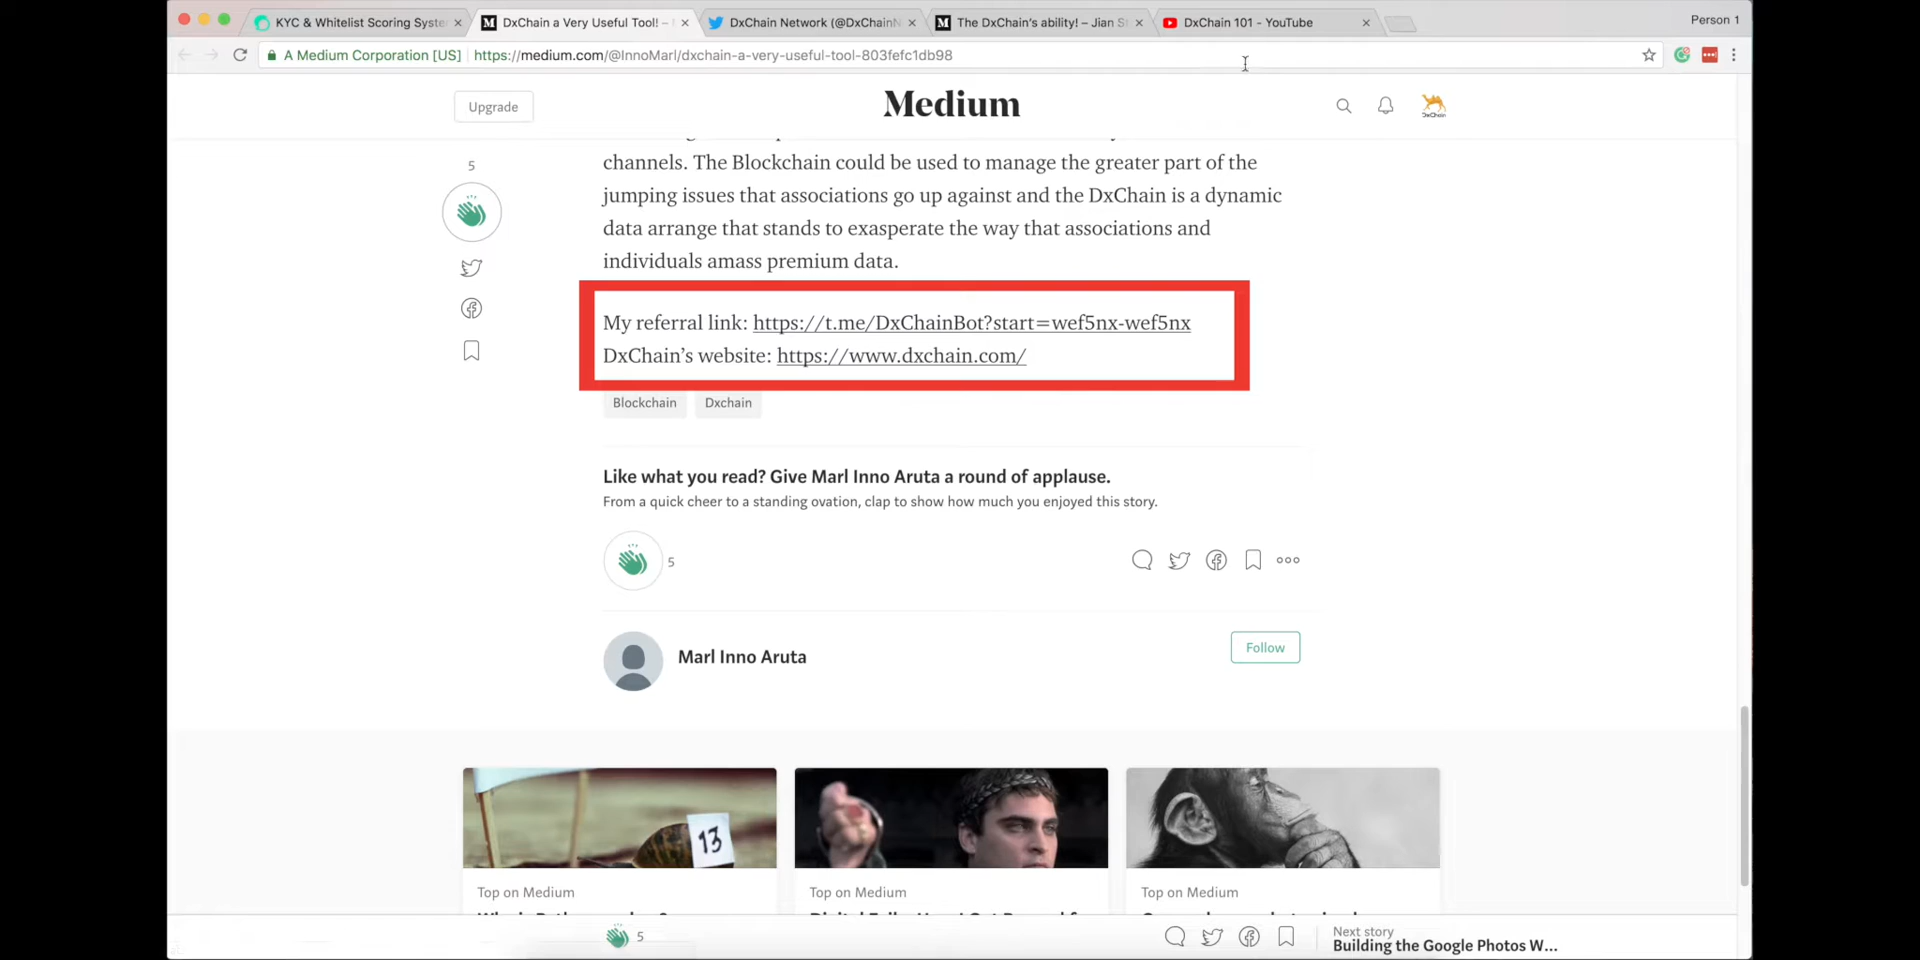 KYC & Whitelist Scoring Syste
DxChain a Very Useful Tool! –
DxChain Network (@DxChainN
The DxChain's ability! – Jian S
DxChain 101 - YouTube
Person 1
A Medium Corporation [US]
https://medium.com/@InnoMarl/dxchain-a-very-useful-tool-803fefc1db98
Upgrade
Medium
DxChain
5
channels. The Blockchain could be used to manage the greater part of the
jumping issues that associations go up against and the DxChain is a dynamic
data arrange that stands to exasperate the way that associations and
individuals amass premium data.
My referral link: https://t.me/DxChainBot?start=wef5nx-wef5nx
DxChain's website: https://www.dxchain.com/
Blockchain
Dxchain
Like what you read? Give Marl Inno Aruta a round of applause.
From a quick cheer to a standing ovation, clap to show how much you enjoyed this story.
5
Marl Inno Aruta
Follow
13
Top on Medium
Top on Medium
Top on Medium
5
Next story
Building the Google Photos W...